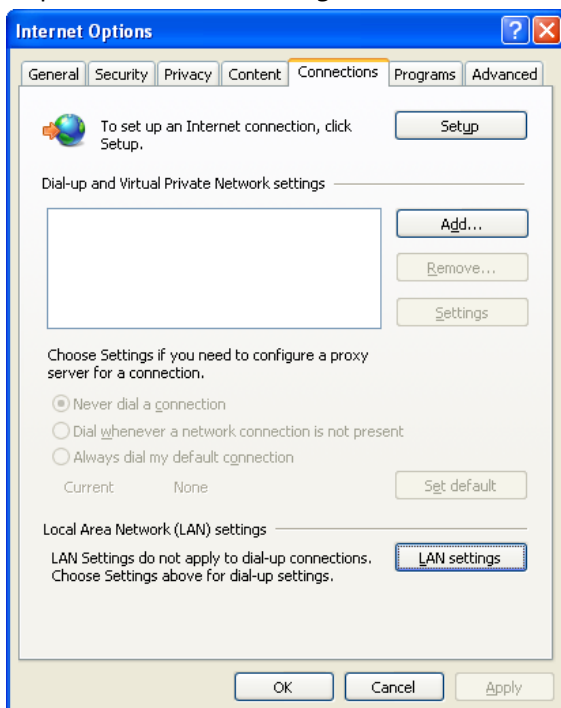 Internet Options
General Security Privacy Content Connections Programs Advanced
To set up an Internet connection, click
Setup.
Setup
Dial-up and Virtual Private Network settings
Add...
Remove...
Settings
Choose Settings if you need to configure a proxy
server for a connection.
Never dial a connection
Dial whenever a network connection is not present
Always dial my default connection
Current None
Set default
Local Area Network (LAN) settings
LAN Settings do not apply to dial-up connections.
Choose Settings above for dial-up settings.
LAN settings
OK Cancel Apply